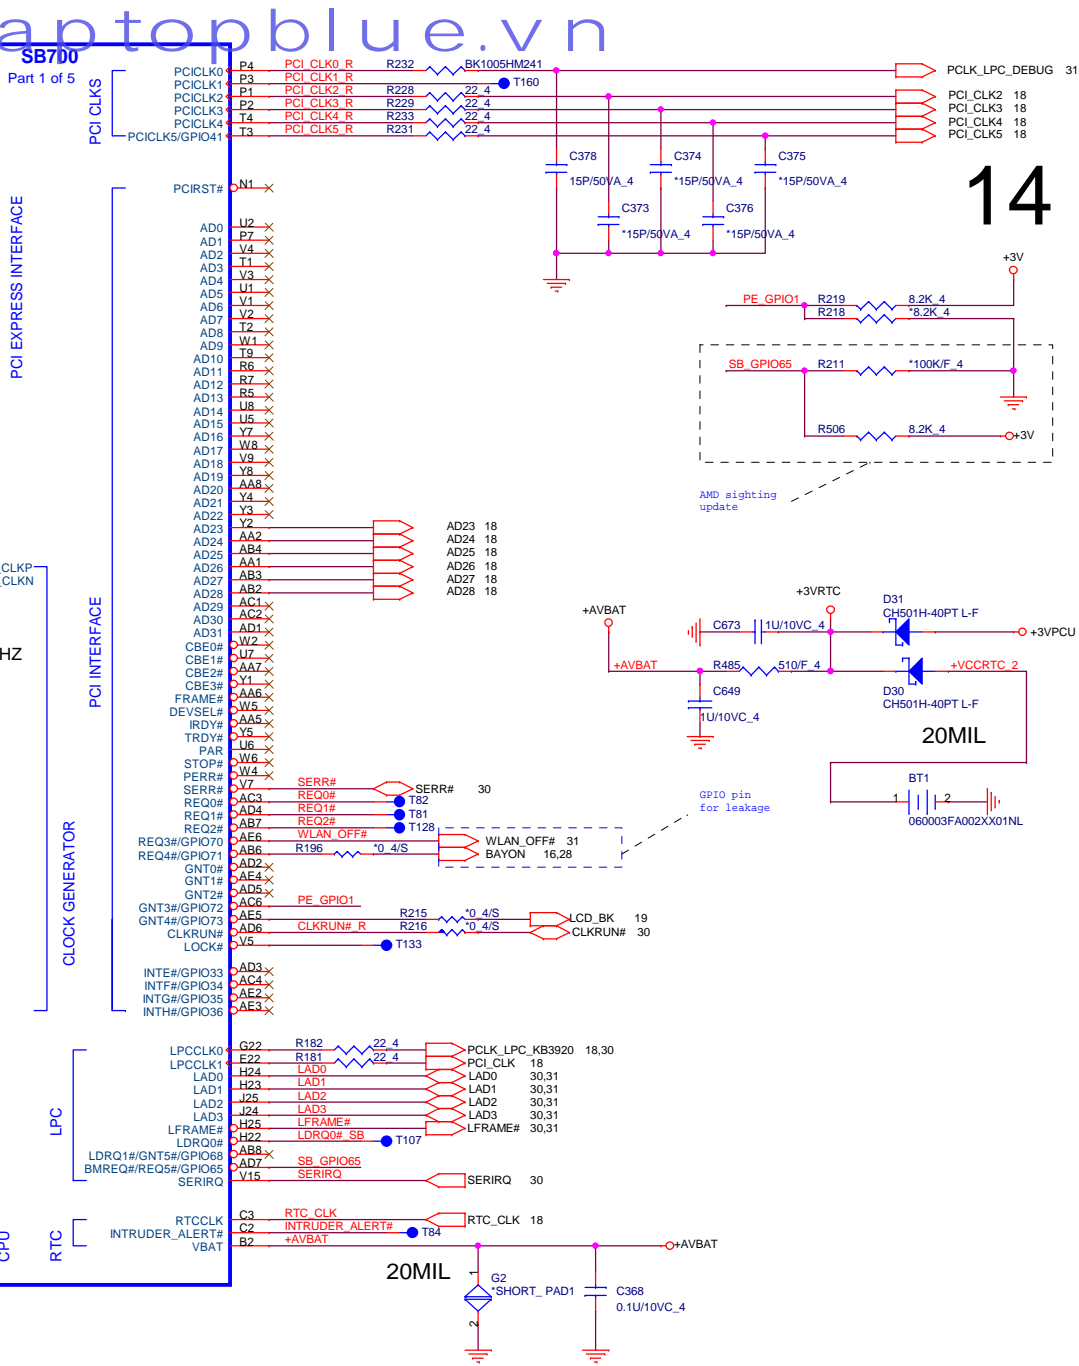 aptopblue.vn
SB700
Part 1 of 5
PCI CLKS
PCICLK0 P4 PCI_CLK0_R R232 BK1005HM241 PCLK_LPC_DEBUG 31
PCICLK1 P3 PCI_CLK1_R T160
PCICLK2 P1 PCI_CLK2_R R228 22_4 PCI_CLK2 18
PCICLK3 P2 PCI_CLK3_R R229 22_4 PCI_CLK3 18
PCICLK4 T4 PCI_CLK4_R R233 22_4 PCI_CLK4 18
PCICLK5/GPIO41 T3 PCI_CLK5_R R231 22_4 PCI_CLK5 18
C378 C374 C375
15P/50VA_4 *15P/50VA_4 *15P/50VA_4
C373 C376
*15P/50VA_4 *15P/50VA_4
14
PCI EXPRESS INTERFACE
PCI INTERFACE
PCIRST# N1
AD0 U2
AD1 P7
AD2 V4
AD3 T1
AD4 V3
AD5 U1
AD6 V1
AD7 V2
AD8 T2
AD9 W1
AD10 T9
AD11 R6
AD12 R7
AD13 R5
AD14 U8
AD15 U5
AD16 Y7
AD17 W8
AD18 V9
AD19 Y8
AD20 AA8
AD21 Y4
AD22 Y3
AD23 Y2 AD23 18
AD24 AA2 AD24 18
AD25 AB4 AD25 18
AD26 AA1 AD26 18
AD27 AB3 AD27 18
AD28 AB2 AD28 18
AD29 AC1
AD30 AC2
AD31 AD1
CBE0# W2
CBE1# U7
CBE2# AA7
CBE3# Y1
FRAME# AA6
DEVSEL# W5
IRDY# AA5
TRDY# Y5
PAR U6
STOP# W6
PERR# W4
SERR# V7 SERR# SERR# 30
REQ0# AC3 REQ0# T82
REQ1# AD4 REQ1# T81
REQ2# AB7 REQ2# T128
REQ3#/GPIO70 AE6 WLAN_OFF# WLAN_OFF# 31
REQ4#/GPIO71 AB6 R196 *0_4/S BAYON 16,28
GNT0# AD2
GNT1# AE4
GNT2# AD5
GNT3#/GPIO72 AC6 PE_GPIO1
GNT4#/GPIO73 AE5 R215 *0_4/S LCD_BK 19
CLKRUN# AD6 CLKRUN#_R R216 *0_4/S CLKRUN# 30
LOCK# V5 T133
INTE#/GPIO33 AD3
INTF#/GPIO34 AC4
INTG#/GPIO35 AE2
INTH#/GPIO36 AE3
+3V
PE_GPIO1 R219 8.2K_4
R218 *8.2K_4
SB_GPIO65 R211 *100K/F_4
R506 8.2K_4 +3V
AMD sighting
update
_CLKP
_CLKN
HZ
CLOCK GENERATOR
+AVBAT +3VRTC D31
CH501H-40PT L-F
C673 1U/10VC_4 +3VPCU
+AVBAT R485 510/F_4 +VCCRTC_2
C649 D30
CH501H-40PT L-F
1U/10VC_4
20MIL
BT1
1 2
060003FA002XX01NL
GPIO pin
for leakage
LPC
LPCCLK0 G22 R182 22_4 PCLK_LPC_KB3920 18,30
LPCCLK1 E22 R181 22_4 PCI_CLK 18
LAD0 H24 LAD0 LAD0 30,31
LAD1 H23 LAD1 LAD1 30,31
LAD2 J25 LAD2 LAD2 30,31
LAD3 J24 LAD3 LAD3 30,31
LFRAME# H25 LFRAME# LFRAME# 30,31
LDRQ0# H22 LDRQ0#_SB T107
LDRQ1#/GNT5#/GPIO68 AB8
BMREQ#/REQ5#/GPIO65 AD7 SB_GPIO65
SERIRQ V15 SERIRQ SERIRQ 30
CPU
RTC
RTCCLK C3 RTC_CLK RTC_CLK 18
INTRUDER_ALERT# C2 INTRUDER_ALERT# T84
VBAT B2 +AVBAT +AVBAT
20MIL
1
G2
*SHORT_ PAD1
2
C368
0.1U/10VC_4